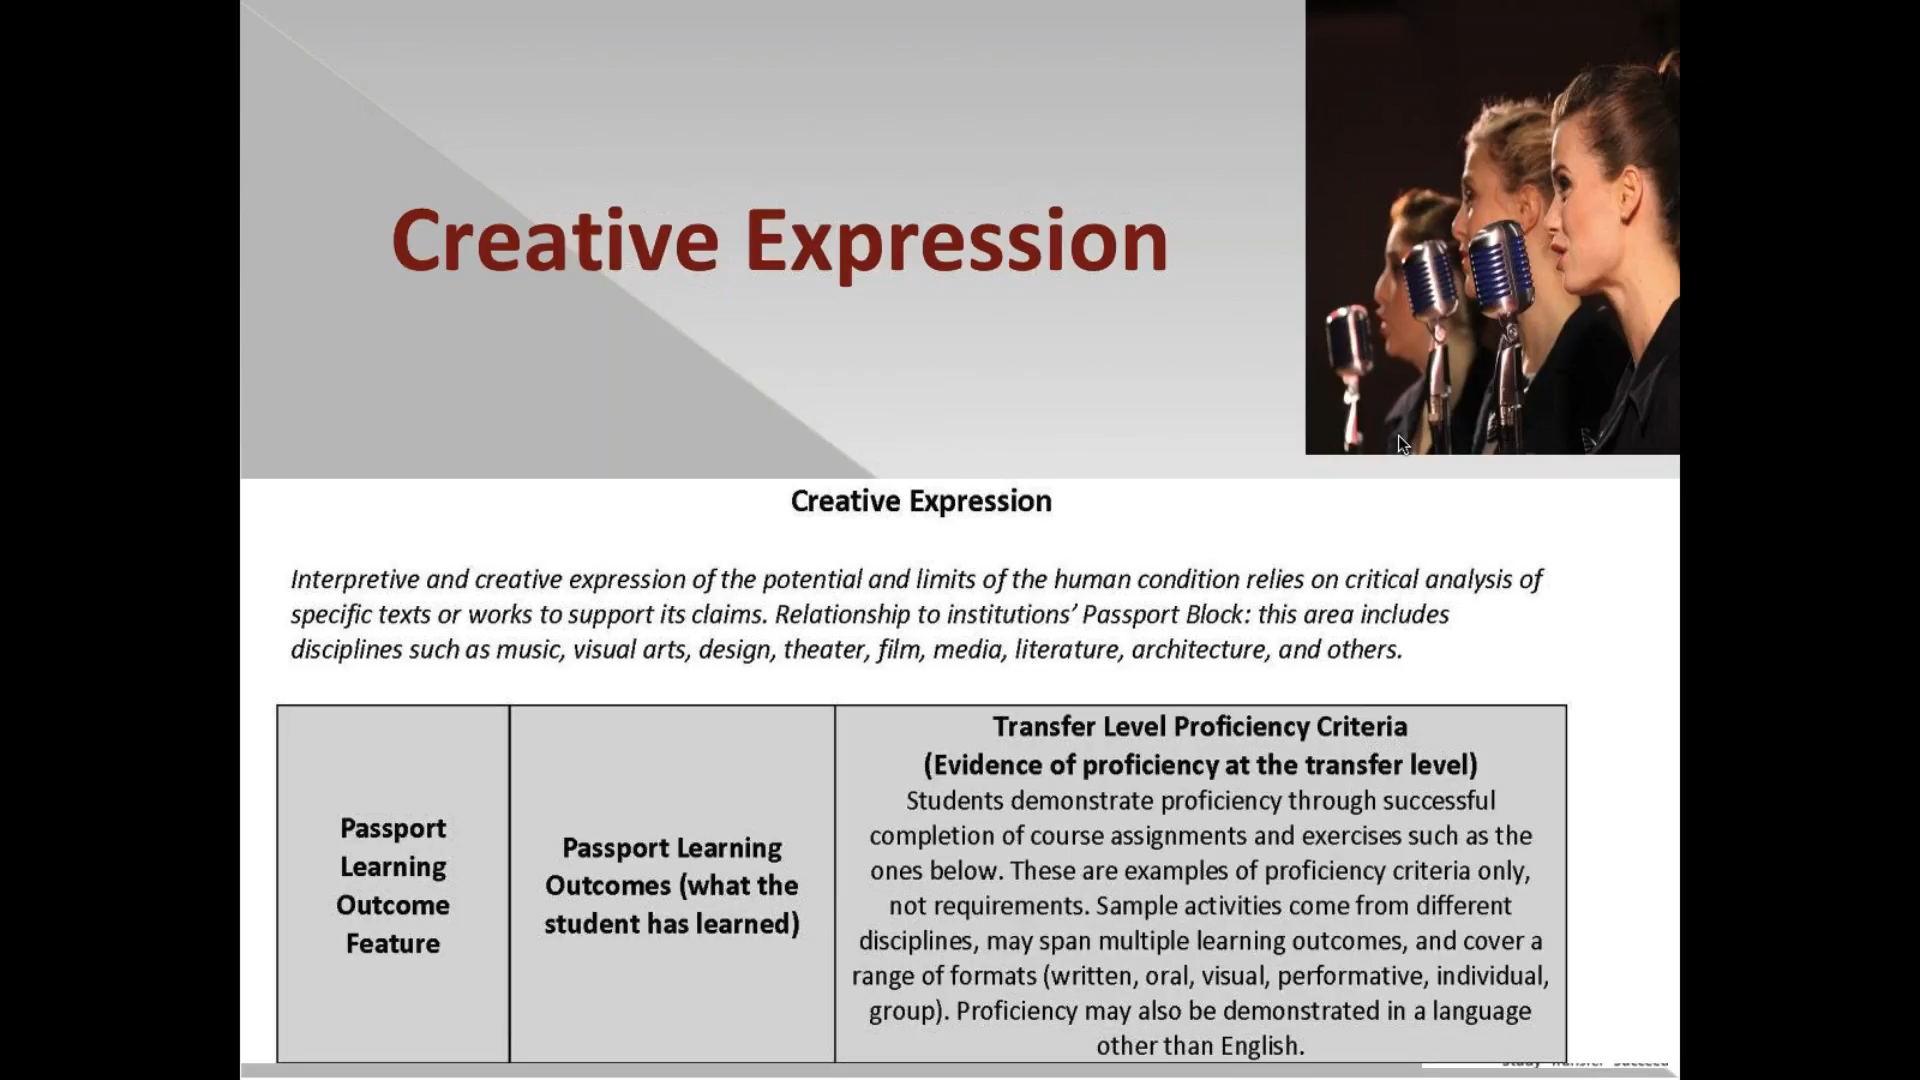 Creative Expression
Creative Expression
Interpretive and creative expression of the potential and limits of the human condition relies on critical analysis of
specific texts or works to support its claims. Relationship to institutions’ Passport Block: this area includes
disciplines such as music, visual arts, design, theater, film, media, literature, architecture, and others.
Passport
Learning
Outcome
Feature
Passport Learning
Outcomes (what the
student has learned)
Transfer Level Proficiency Criteria
(Evidence of proficiency at the transfer level)
Students demonstrate proficiency through successful
completion of course assignments and exercises such as the
ones below. These are examples of proficiency criteria only,
not requirements. Sample activities come from different
disciplines, may span multiple learning outcomes, and cover a
range of formats (written, oral, visual, performative, individual,
group). Proficiency may also be demonstrated in a language
other than English.